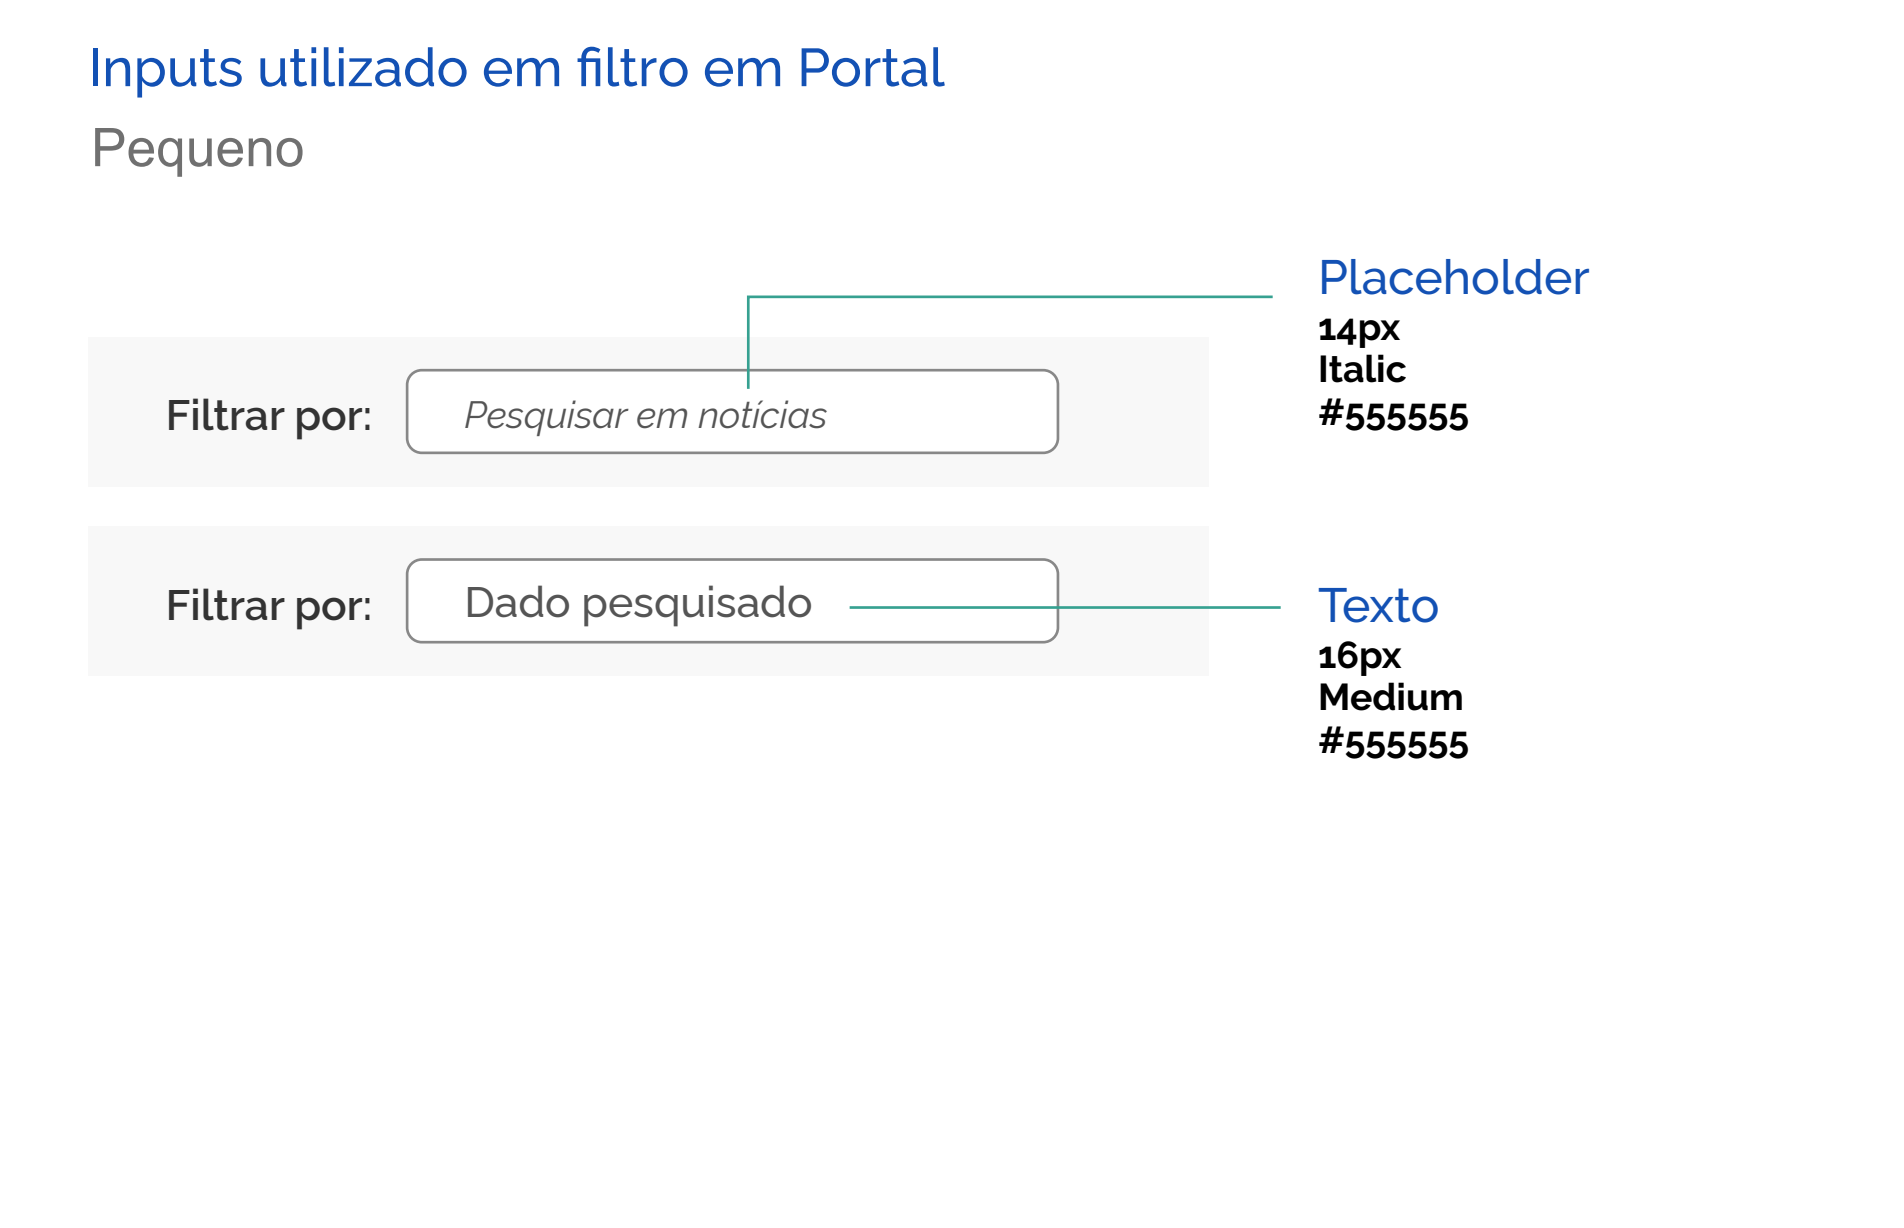 Inputs utilizado em filtro em Portal
Pequeno
Placeholder
14px
Italic
#555555
Filtrar por: Pesquisar em notícias
Filtrar por: Dado pesquisado
Texto
16px
Medium
#555555